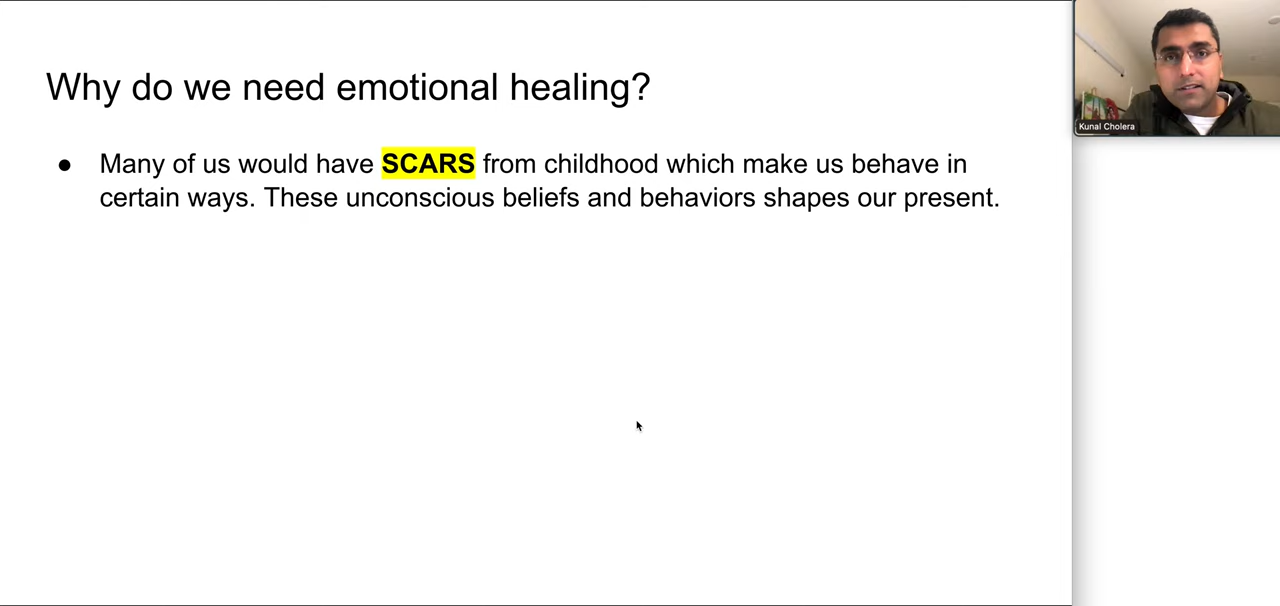 Why do we need emotional healing?
● Many of us would have SCARS from childhood which make us behave in
certain ways. These unconscious beliefs and behaviors shapes our present.
Kunal Cholera